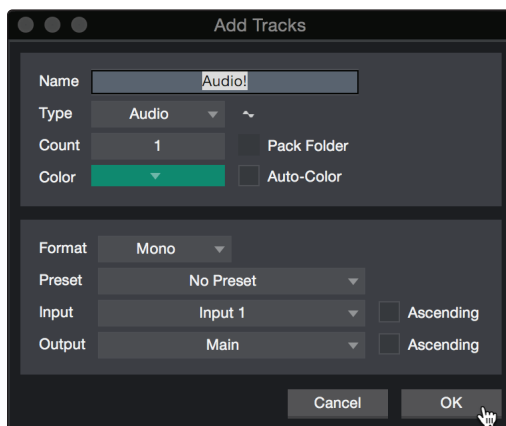 Add Tracks
Name Audio!
Type Audio
Count 1 Pack Folder
Color Auto-Color
Format Mono
Preset No Preset
Input Input 1 Ascending
Output Main Ascending
Cancel OK